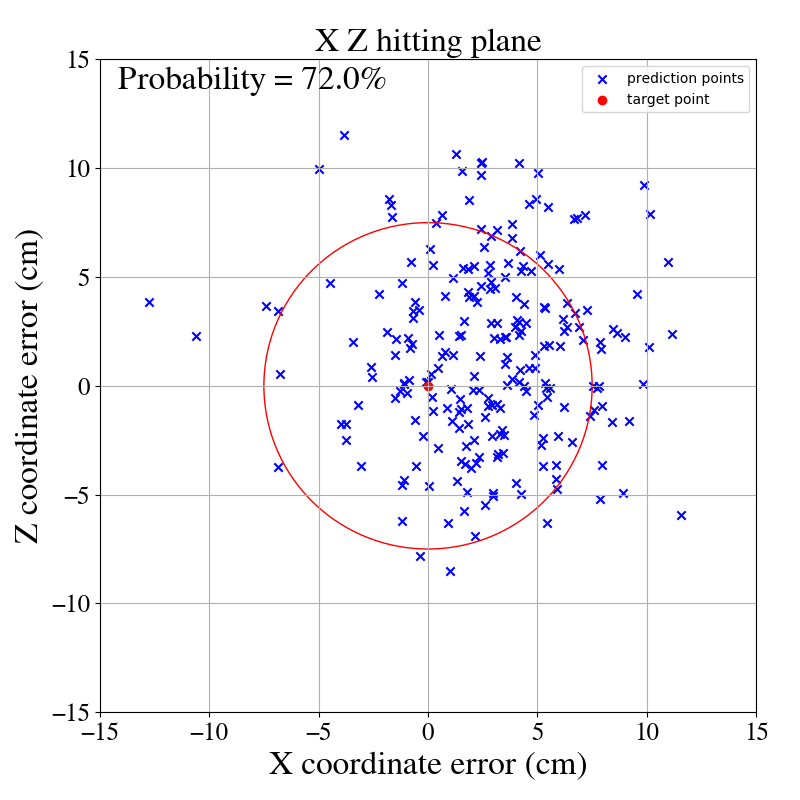 X Z hitting plane
Probability = 72.0%
prediction points
target point
15
10
5
0
−5
−10
−15
−15
−10
−5
0
5
10
15
Z coordinate error (cm)
X coordinate error (cm)